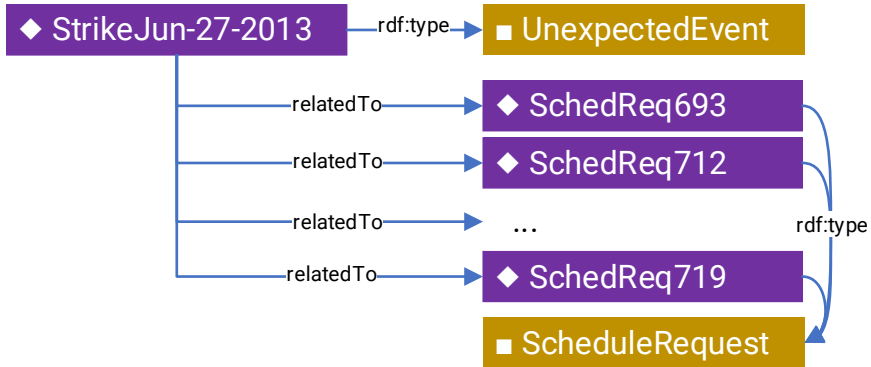 ◆ StrikeJun-27-2013 rdf:type ■ UnexpectedEvent
relatedTo ◆ SchedReq693
relatedTo ◆ SchedReq712
relatedTo ...
rdf:type
relatedTo ◆ SchedReq719
■ ScheduleRequest